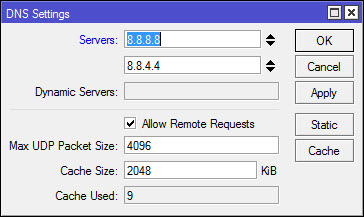 DNS Settings
Servers: 8.8.8.8 OK
8.8.4.4 Cancel
Dynamic Servers: Apply
Allow Remote Requests Static
Max UDP Packet Size: 4096 Cache
Cache Size: 2048 KiB
Cache Used: 9